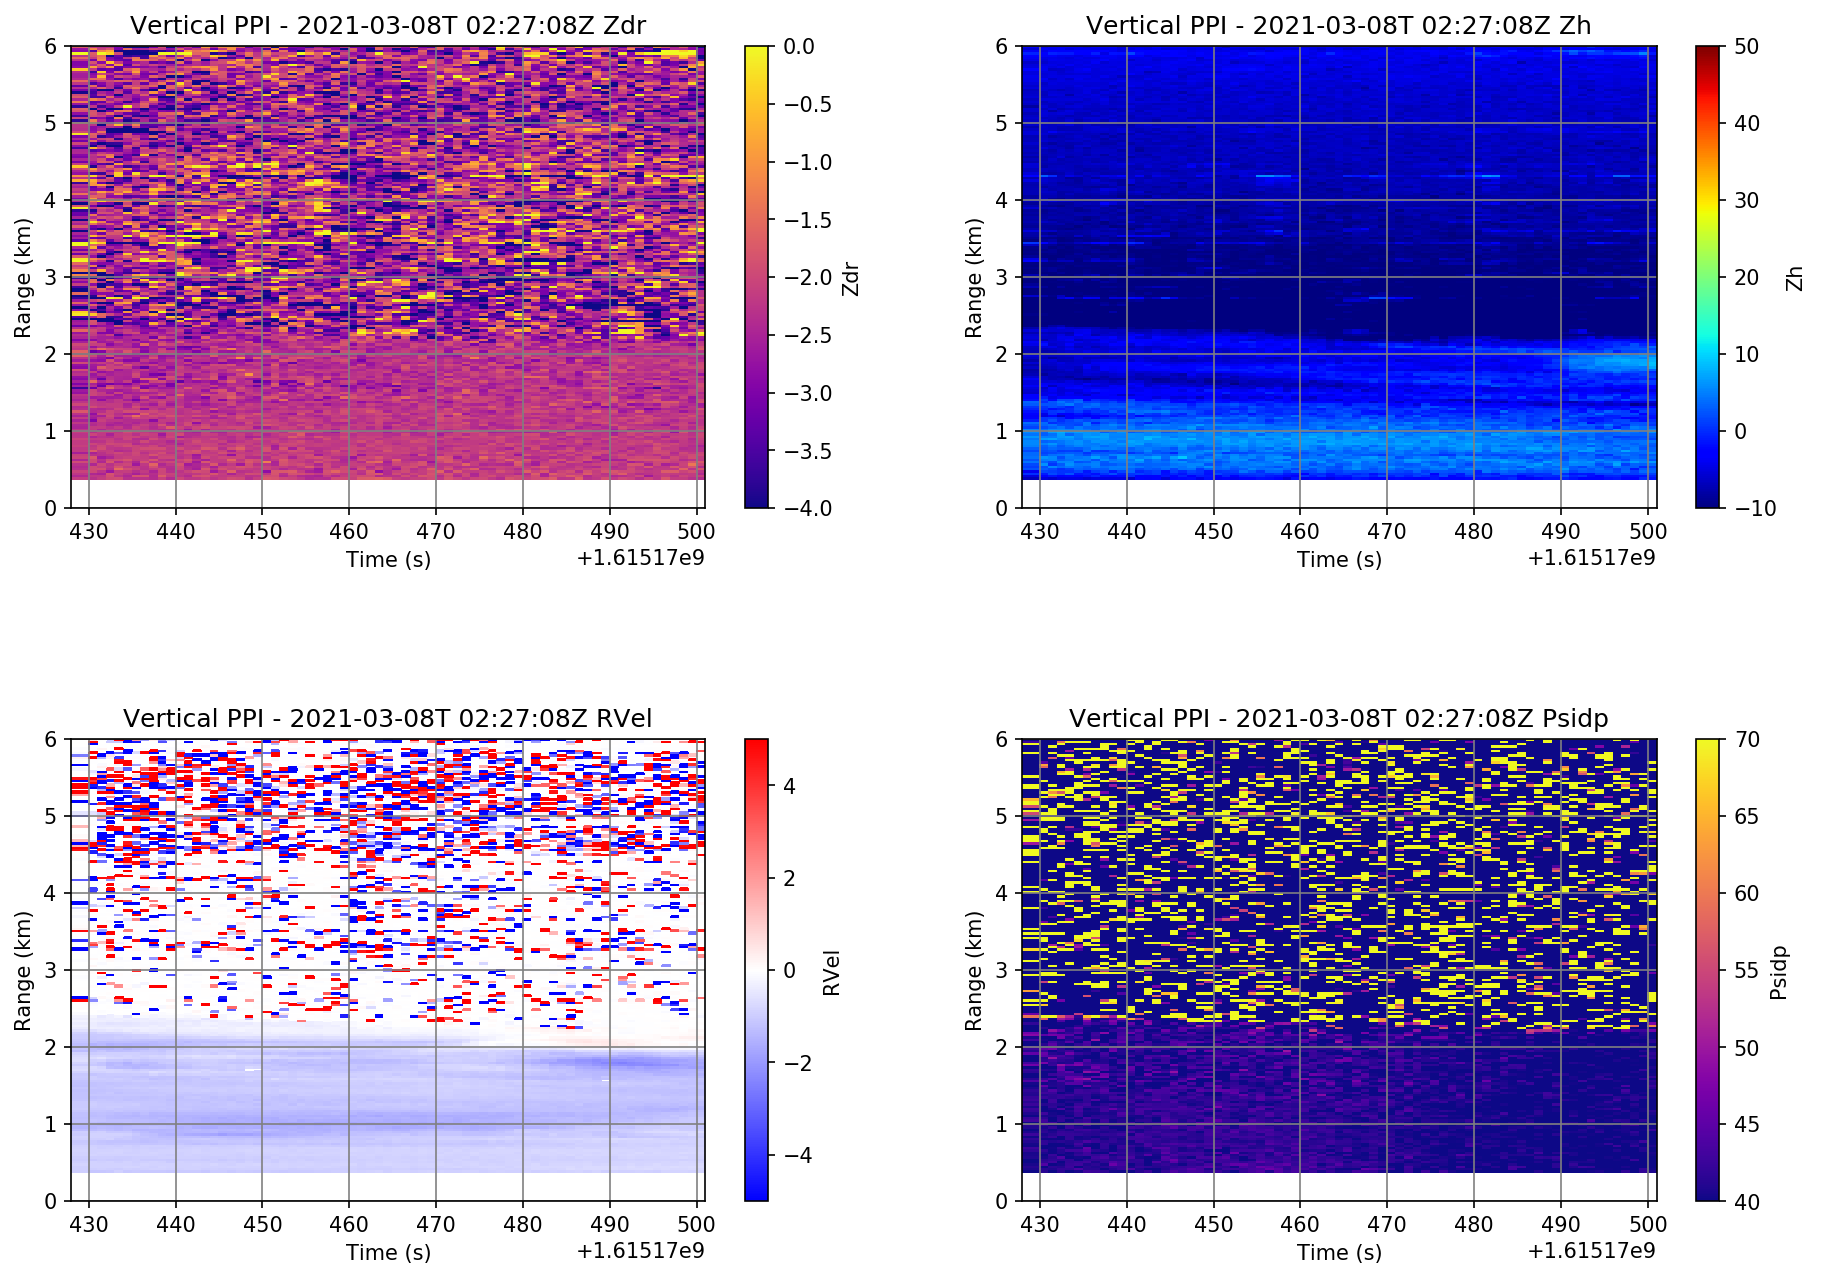 Vertical PPI - 2021-03-08T 02:27:08Z Zdr
6
5
4
3
2
1
0
Range (km)
430 440 450 460 470 480 490 500
Time (s)
+1.61517e9
0.0
−0.5
−1.0
−1.5
−2.0
−2.5
−3.0
−3.5
−4.0
Zdr
Vertical PPI - 2021-03-08T 02:27:08Z Zh
6
5
4
3
2
1
0
Range (km)
430 440 450 460 470 480 490 500
Time (s)
+1.61517e9
50
40
30
20
10
0
−10
Zh
Vertical PPI - 2021-03-08T 02:27:08Z RVel
6
5
4
3
2
1
0
Range (km)
430 440 450 460 470 480 490 500
Time (s)
+1.61517e9
4
2
0
−2
−4
RVel
Vertical PPI - 2021-03-08T 02:27:08Z Psidp
6
5
4
3
2
1
0
Range (km)
430 440 450 460 470 480 490 500
Time (s)
+1.61517e9
70
65
60
55
50
45
40
Psidp